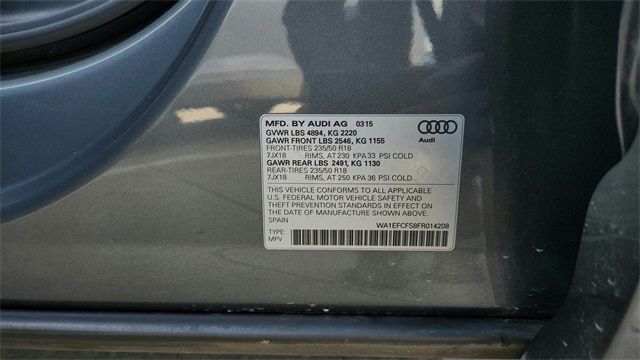 MFD. BY AUDI AG 0315
GVWR LBS 4894, KG 2220
GAWR FRONT LBS 2546, KG 1155
FRONT-TIRES 235/50 R18
7JX18 RIMS, AT 230 KPA 33 PSI COLD
GAWR REAR LBS 2491, KG 1130
REAR-TIRES 235/50 R18
7JX18 RIMS, AT 250 KPA 36 PSI COLD
Audi
THIS VEHICLE CONFORMS TO ALL APPLICABLE
U.S. FEDERAL MOTOR VEHICLE SAFETY AND
THEFT PREVENTION STANDARDS IN EFFECT ON
THE DATE OF MANUFACTURE SHOWN ABOVE.
SPAIN
WA1EFCFS8FR014208
TYPE:
MPV